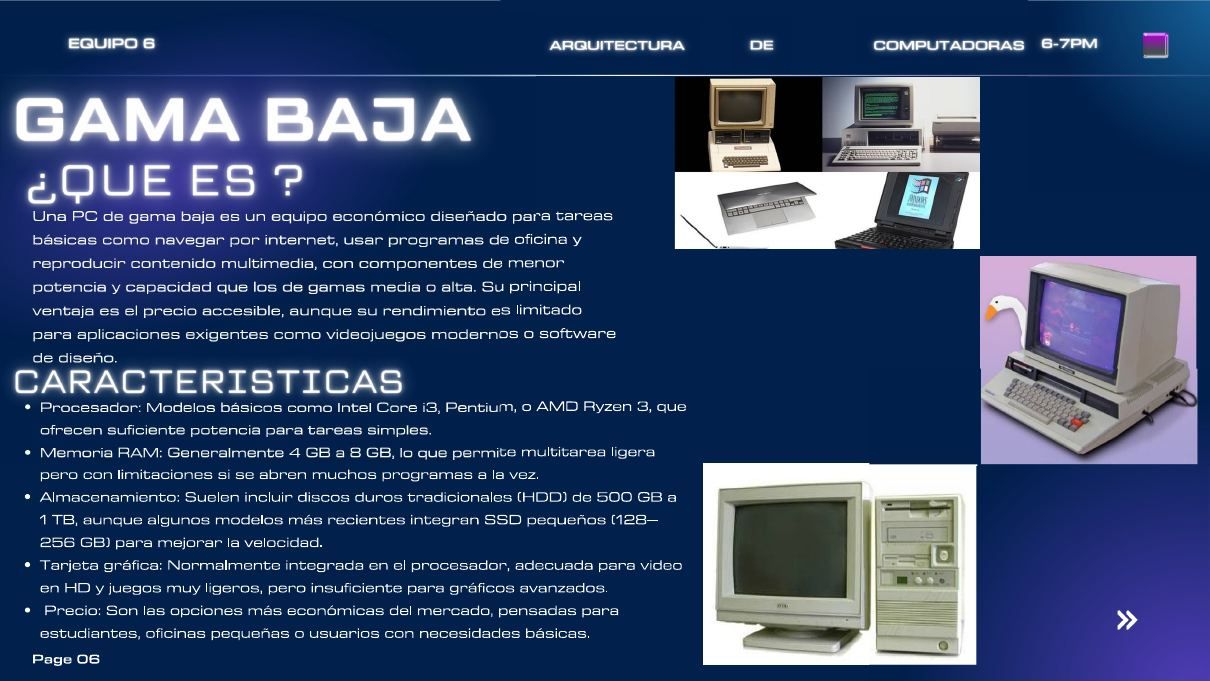 EQUIPO 6
ARQUITECTURA DE COMPUTADORAS 6-7PM
GAMA BAJA
¿QUE ES ?
Una PC de gama baja es un equipo económico diseñado para tareas
básicas como navegar por internet, usar programas de oficina y
reproducir contenido multimedia, con componentes de menor
potencia y capacidad que los de gamas media o alta. Su principal
ventaja es el precio accesible, aunque su rendimiento es limitado
para aplicaciones exigentes como videojuegos modernos o software
de diseño.
CARACTERISTICAS
• Procesador: Modelos básicos como Intel Core i3, Pentium, o AMD Ryzen 3, que
ofrecen suficiente potencia para tareas simples.
• Memoria RAM: Generalmente 4 GB a 8 GB, lo que permite multitarea ligera
pero con limitaciones si se abren muchos programas a la vez.
• Almacenamiento: Suelen incluir discos duros tradicionales (HDD) de 500 GB a
1 TB, aunque algunos modelos más recientes integran SSD pequeños (128–
256 GB) para mejorar la velocidad.
• Tarjeta gráfica: Normalmente integrada en el procesador, adecuada para video
en HD y juegos muy ligeros, pero insuficiente para gráficos avanzados.
• Precio: Son las opciones más económicas del mercado, pensadas para
estudiantes, oficinas pequeñas o usuarios con necesidades básicas.
Page 06